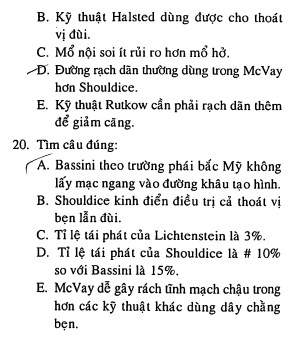 B. Kỹ thuật Halsted dùng được cho thoát
vị đùi.
C. Mổ nội soi ít rủi ro hơn mổ hở.
D. Đường rạch dãn thường dùng trong McVay
hơn Shouldice.
E. Kỹ thuật Rutkow cần phải rạch dãn thêm
để giảm căng.
20. Tìm câu đúng:
A. Bassini theo trường phái bắc Mỹ không
lấy mạc ngang vào đường khâu tạo hình.
B. Shouldice kinh điển điều trị cả thoát vị
bẹn lẫn đùi.
C. Tỉ lệ tái phát của Lichtenstein là 3%.
D. Tỉ lệ tái phát của Shouldice là # 10%
so với Bassini là 15%.
E. McVay dễ gây rách tĩnh mạch chậu trong
hơn các kỹ thuật khác dùng dây chằng
bẹn.